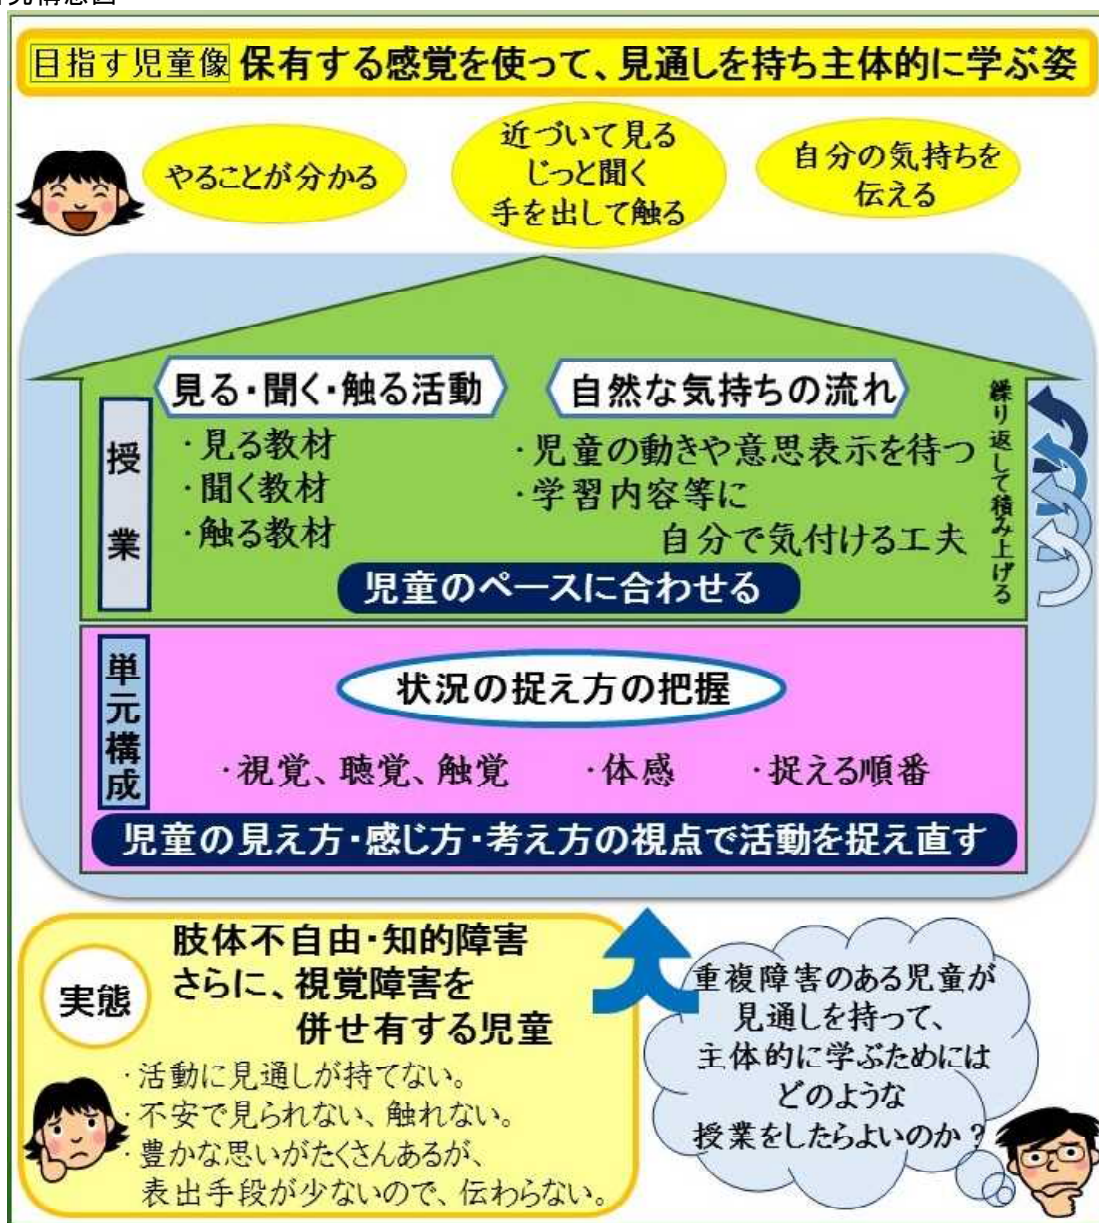 目指す児童像 保有する感覚を使って、見通しを持ち主体的に学ぶ姿
やることが分かる
近づいて見る
じっと聞く
手を出して触る
自分の気持ちを
伝える
授業
見る・聞く・触る活動
・見る教材
・聞く教材
・触る教材
自然な気持ちの流れ
・児童の動きや意思表示を待つ
・学習内容等に
自分で気付ける工夫
繰り返して積み上げる
児童のペースに合わせる
単元構成
状況の捉え方の把握
・視覚、聴覚、触覚 ・体感 ・捉える順番
児童の見え方・感じ方・考え方の視点で活動を捉え直す
実態
肢体不自由・知的障害
さらに、視覚障害を
併せ有する児童
・活動に見通しが持てない。
・不安で見られない、触れない。
・豊かな思いがたくさんあるが、
表出手段が少ないので、伝わらない。
重複障害のある児童が
見通しを持って、
主体的に学ぶためには
どのような
授業をしたらよいのか?